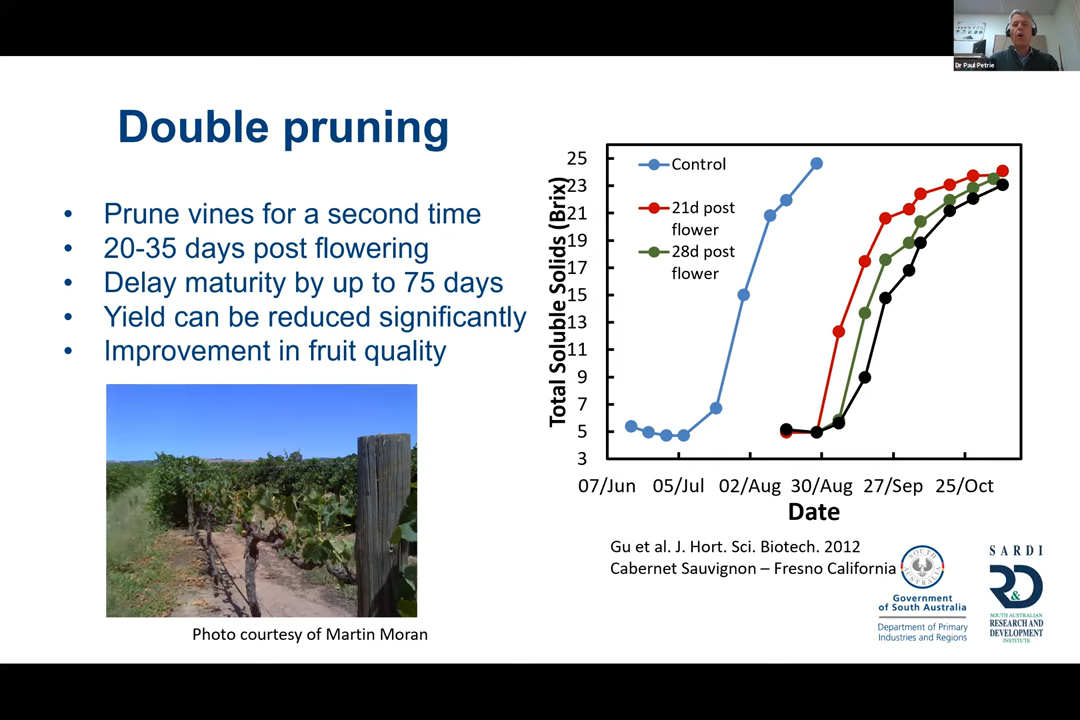 Dr Paul Petrie
Double pruning
• Prune vines for a second time
• 20-35 days post flowering
• Delay maturity by up to 75 days
• Yield can be reduced significantly
• Improvement in fruit quality
Photo courtesy of Martin Moran
Total Soluble Solids (Brix)
25
23
21
19
17
15
13
11
9
7
5
3
Control
21d post
flower
28d post
flower
07/Jun 05/Jul 02/Aug 30/Aug 27/Sep 25/Oct
Date
Gu et al. J. Hort. Sci. Biotech. 2012
Cabernet Sauvignon – Fresno California
SOUTH
AUSTRALIA
Government
of South Australia
Department of Primary
Industries and Regions
SARDI
R&D
SOUTH AUSTRALIAN
RESEARCH AND
DEVELOPMENT
INSTITUTE